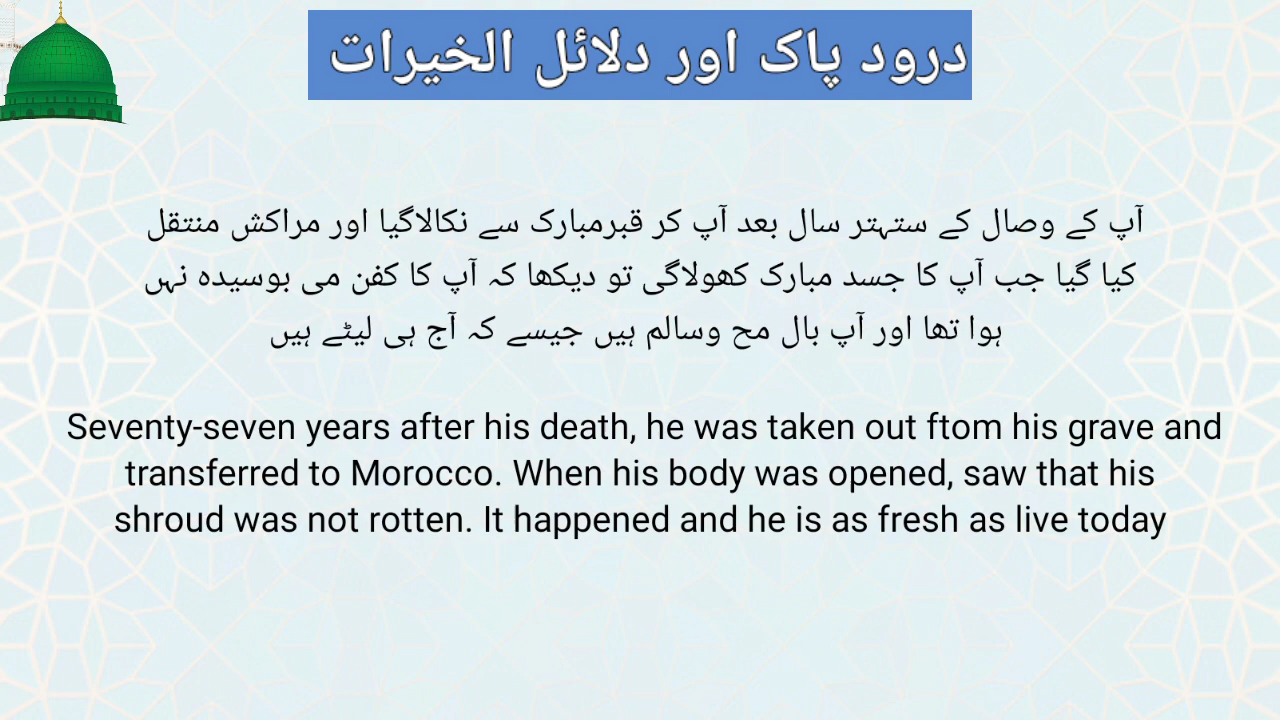 درود پاک اور دلائل الخیرات
آپ کے وصال کے ستہتر سال بعد آپ کر قبرمبارک سے نکالاگیا اور مراکش منتقل
کیا گیا جب آپ کا جسد مبارک کھولاگی تو دیکھا کہ آپ کا کفن می بوسیدہ نہں
ہوا تھا اور آپ بال مح وسالم ہیں جیسے کہ آج ہی لیٹے ہیں
Seventy-seven years after his death, he was taken out ftom his grave and
transferred to Morocco. When his body was opened, saw that his
shroud was not rotten. It happened and he is as fresh as live today